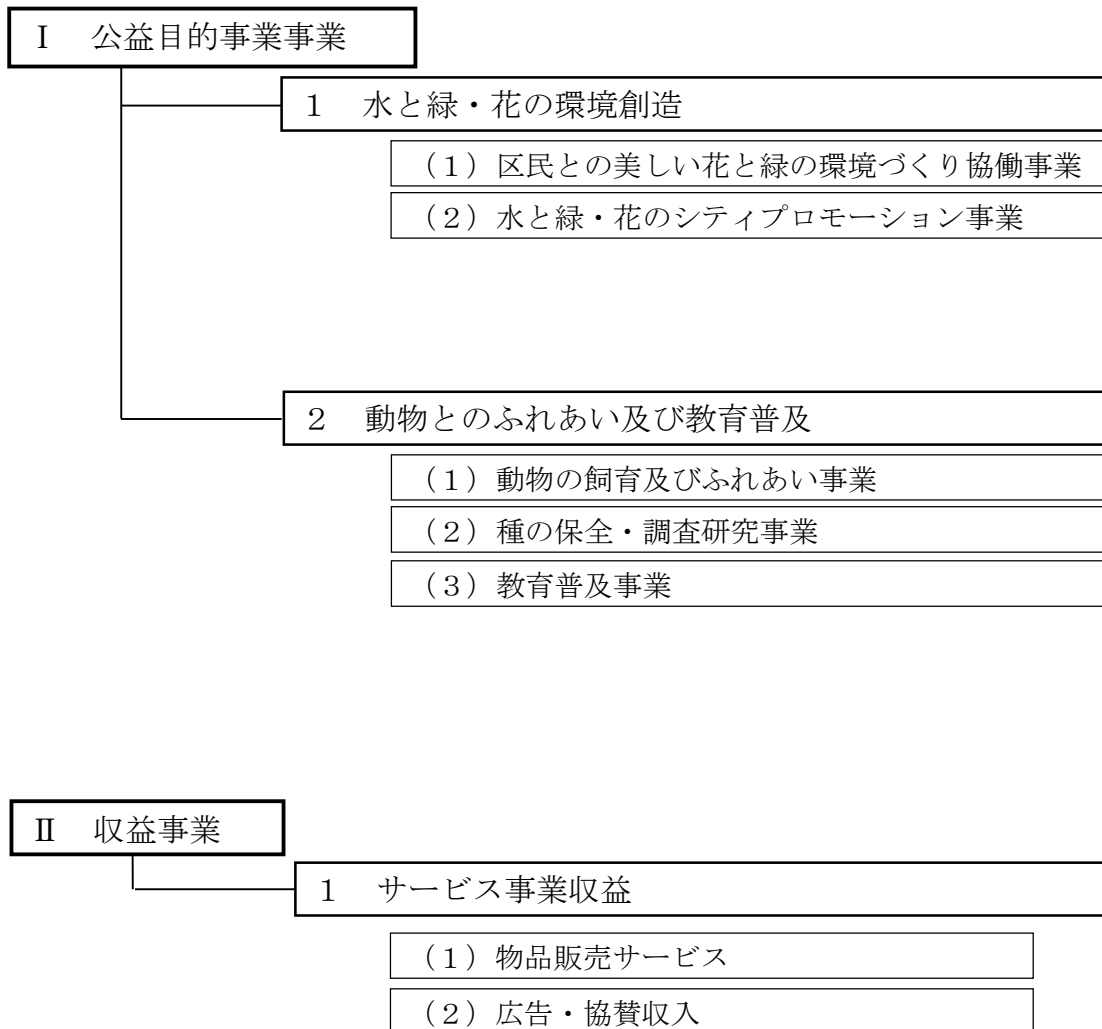 Ⅰ　公益目的事業事業
１　水と緑・花の環境創造
（１）区民との美しい花と緑の環境づくり協働事業
（２）水と緑・花のシティプロモーション事業
２　動物とのふれあい及び教育普及
（１）動物の飼育及びふれあい事業
（２）種の保全・調査研究事業
（３）教育普及事業
Ⅱ　収益事業
１　サービス事業収益
（１）物品販売サービス
（２）広告・協賛収入